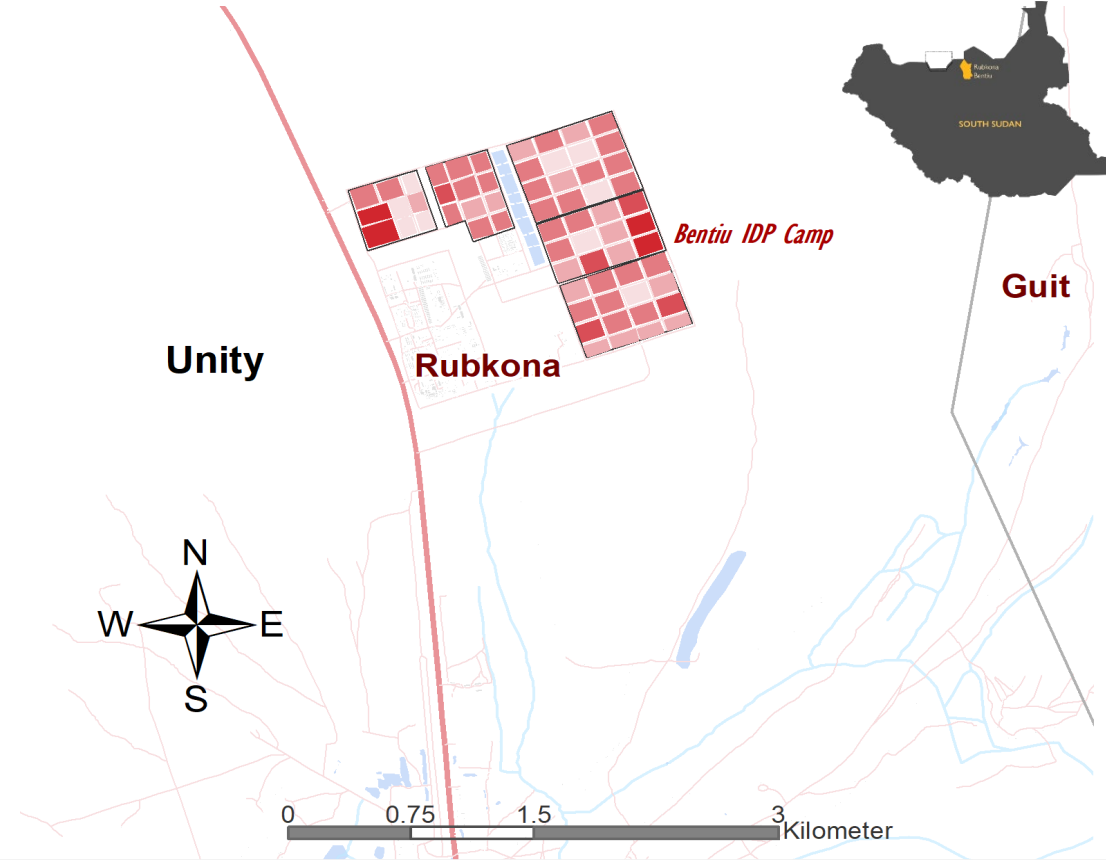 Rubkona
Bentiu
SOUTH SUDAN
Bentiu IDP Camp
Guit
Unity
Rubkona
N
W
E
S
0 0.75 1.5 3
Kilometer